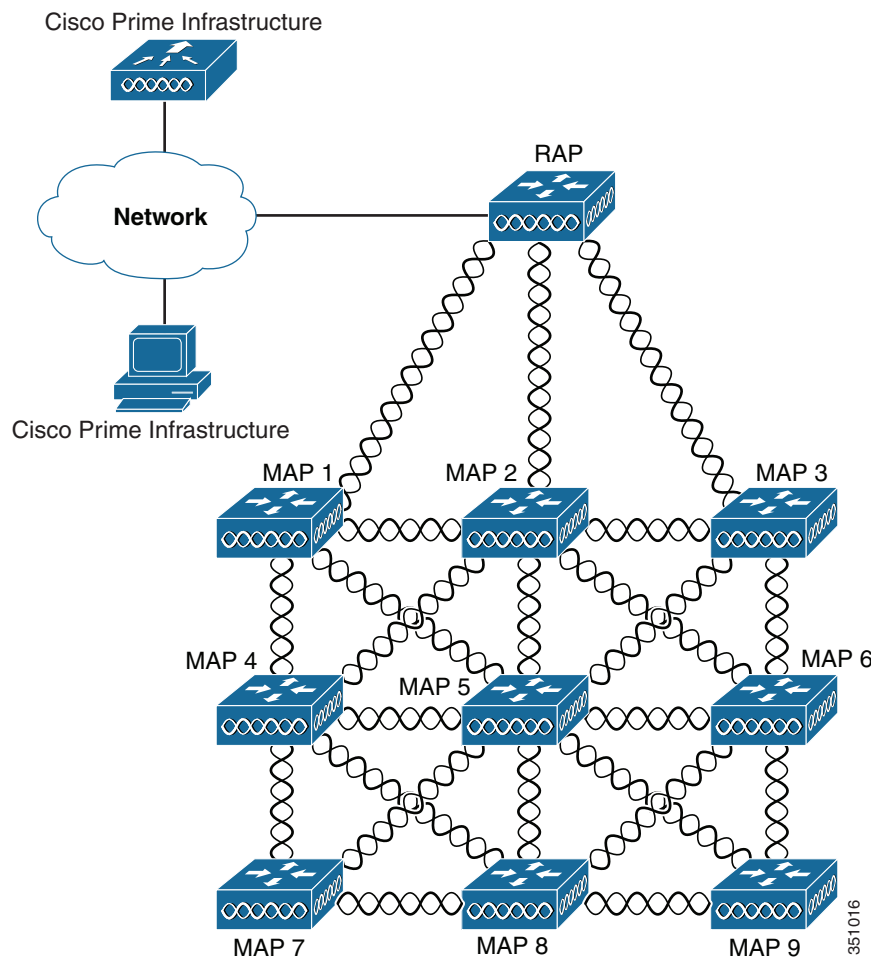 Cisco Prime Infrastructure
RAP
Network
Cisco Prime Infrastructure
MAP 1
MAP 2
MAP 3
MAP 4
MAP 5
MAP 6
MAP 7
MAP 8
MAP 9
351016